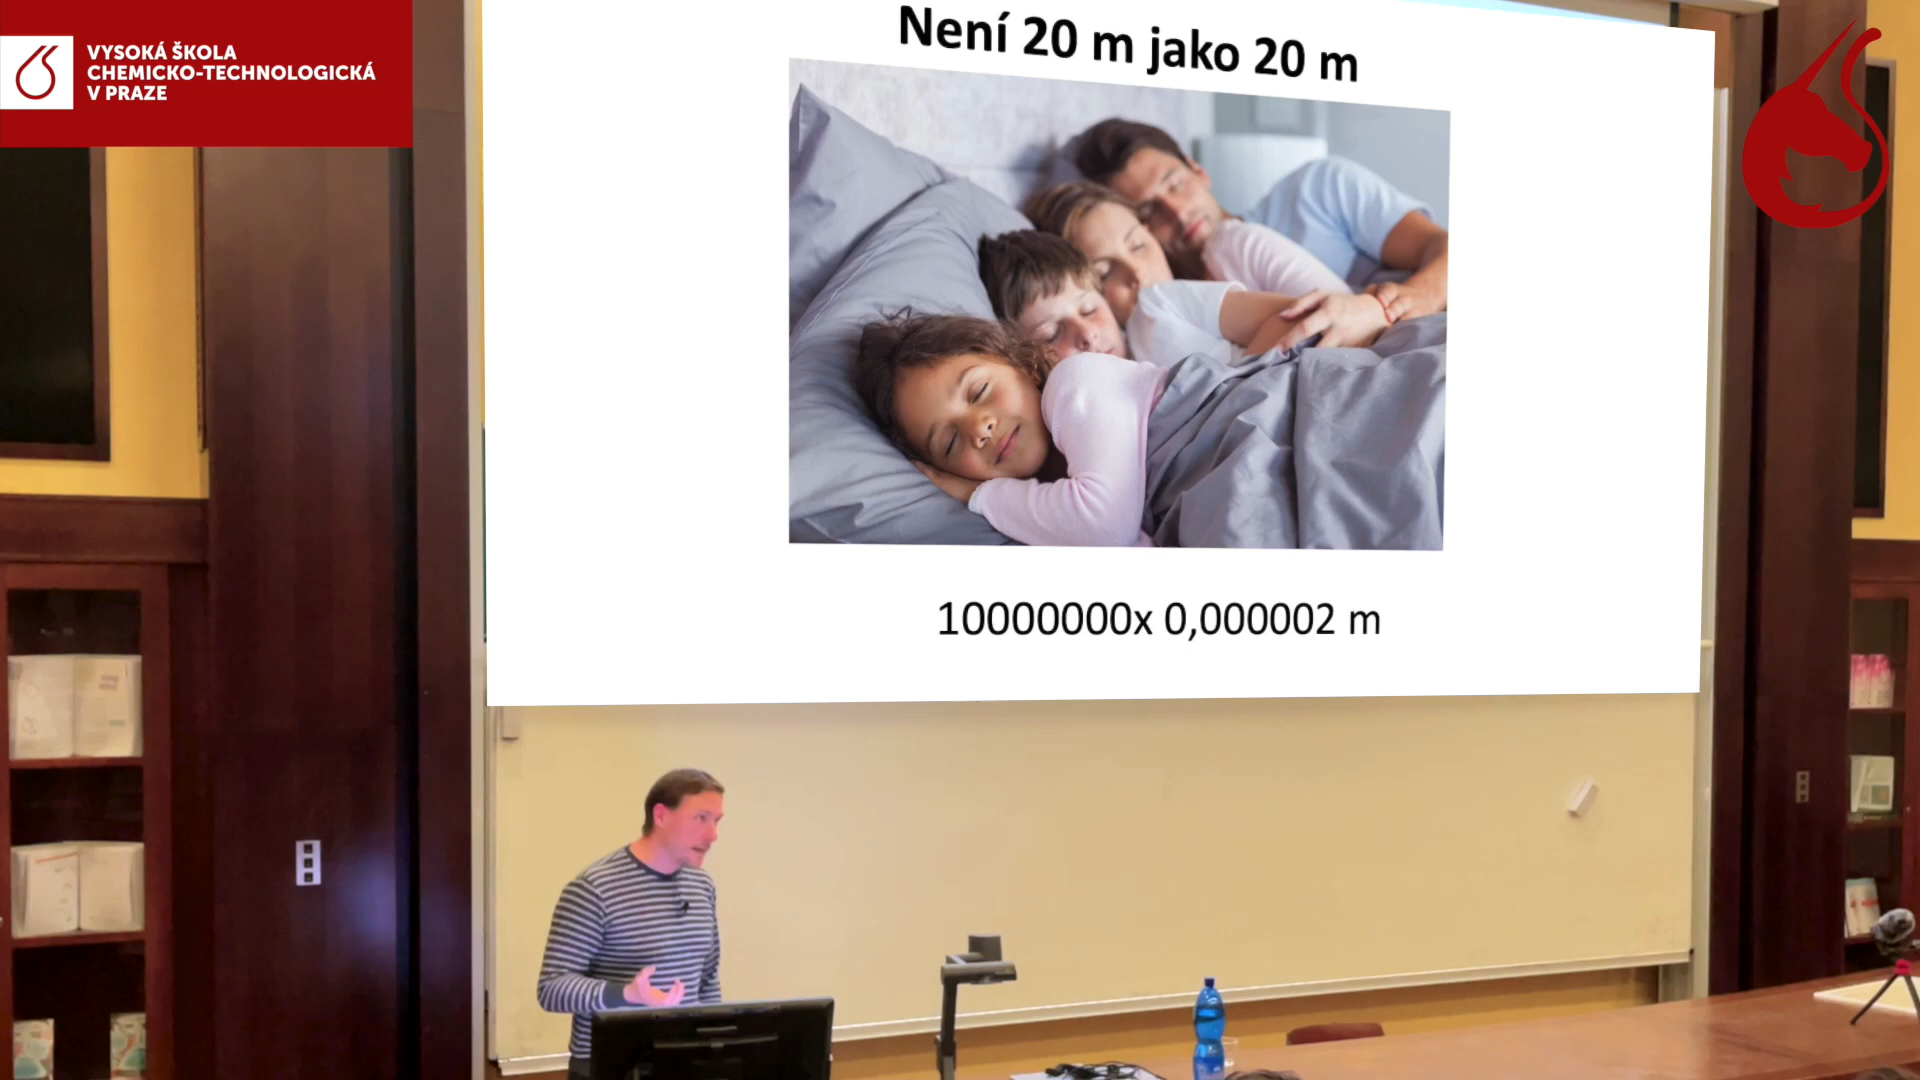 VYSOKÁ ŠKOLA
CHEMICKO-TECHNOLOGICKÁ
V PRAZE
Není 20 m jako 20 m
10000000x 0,000002 m